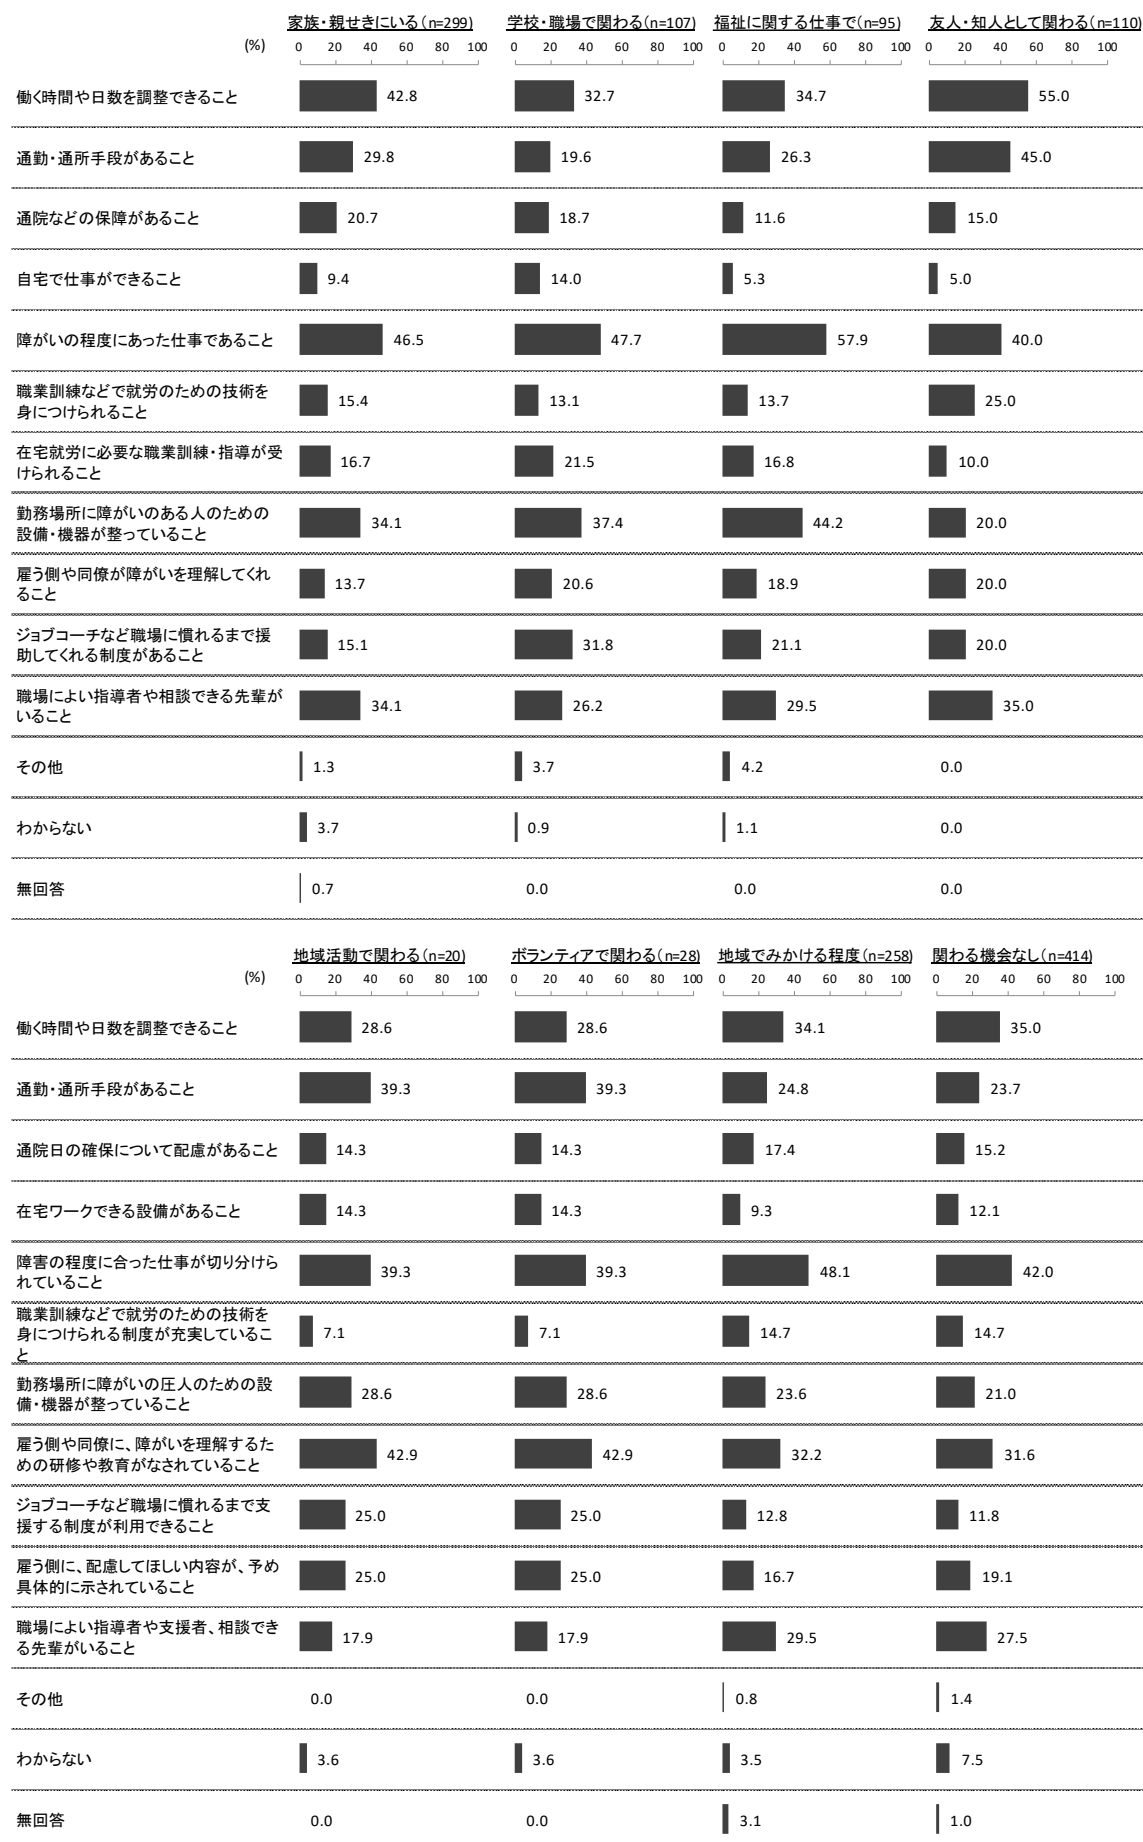 家族・親せきにいる(n=299) 学校・職場で関わる(n=107) 福祉に関する仕事で(n=95) 友人・知人として関わる(n=110)
(%) 0 20 40 60 80 100 0 20 40 60 80 100 0 20 40 60 80 100 0 20 40 60 80 100
働く時間や日数を調整できること 42.8 32.7 34.7 55.0
通勤・通所手段があること 29.8 19.6 26.3 45.0
通院などの保障があること 20.7 18.7 11.6 15.0
自宅で仕事ができること 9.4 14.0 5.3 5.0
障がいの程度にあった仕事であること 46.5 47.7 57.9 40.0
職業訓練などで就労のための技術を
身につけられること 15.4 13.1 13.7 25.0
在宅就労に必要な職業訓練・指導が受
けられること 16.7 21.5 16.8 10.0
勤務場所に障がいのある人のための
設備・機器が整っていること 34.1 37.4 44.2 20.0
雇う側や同僚が障がいを理解してくれ
ること 13.7 20.6 18.9 20.0
ジョブコーチなど職場に慣れるまで援
助してくれる制度があること 15.1 31.8 21.1 20.0
職場によい指導者や相談できる先輩が
いること 34.1 26.2 29.5 35.0
その他 1.3 3.7 4.2 0.0
わからない 3.7 0.9 1.1 0.0
無回答 0.7 0.0 0.0 0.0
地域活動で関わる(n=20) ボランティアで関わる(n=28) 地域でみかける程度(n=258) 関わる機会なし(n=414)
(%) 0 20 40 60 80 100 0 20 40 60 80 100 0 20 40 60 80 100 0 20 40 60 80 100
働く時間や日数を調整できること 28.6 28.6 34.1 35.0
通勤・通所手段があること 39.3 39.3 24.8 23.7
通院日の確保について配慮があること 14.3 14.3 17.4 15.2
在宅ワークできる設備があること 14.3 14.3 9.3 12.1
障害の程度に合った仕事が切り分けら
れていること 39.3 39.3 48.1 42.0
職業訓練などで就労のための技術を
身につけられる制度が充実しているこ
と 7.1 7.1 14.7 14.7
勤務場所に障がいの圧人のための設
備・機器が整っていること 28.6 28.6 23.6 21.0
雇う側や同僚に、障がいを理解するた
めの研修や教育がなされていること 42.9 42.9 32.2 31.6
ジョブコーチなど職場に慣れるまで支
援する制度が利用できること 25.0 25.0 12.8 11.8
雇う側に、配慮してほしい内容が、予め
具体的に示されていること 25.0 25.0 16.7 19.1
職場によい指導者や支援者、相談でき
る先輩がいること 17.9 17.9 29.5 27.5
その他 0.0 0.0 0.8 1.4
わからない 3.6 3.6 3.5 7.5
無回答 0.0 0.0 3.1 1.0